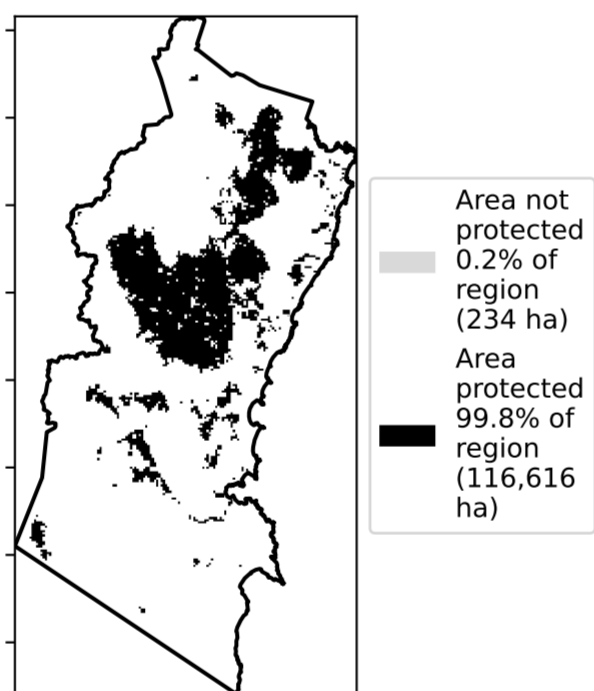 Area not
protected
0.2% of
region
(234 ha)
Area
protected
99.8% of
region
(116,616
ha)